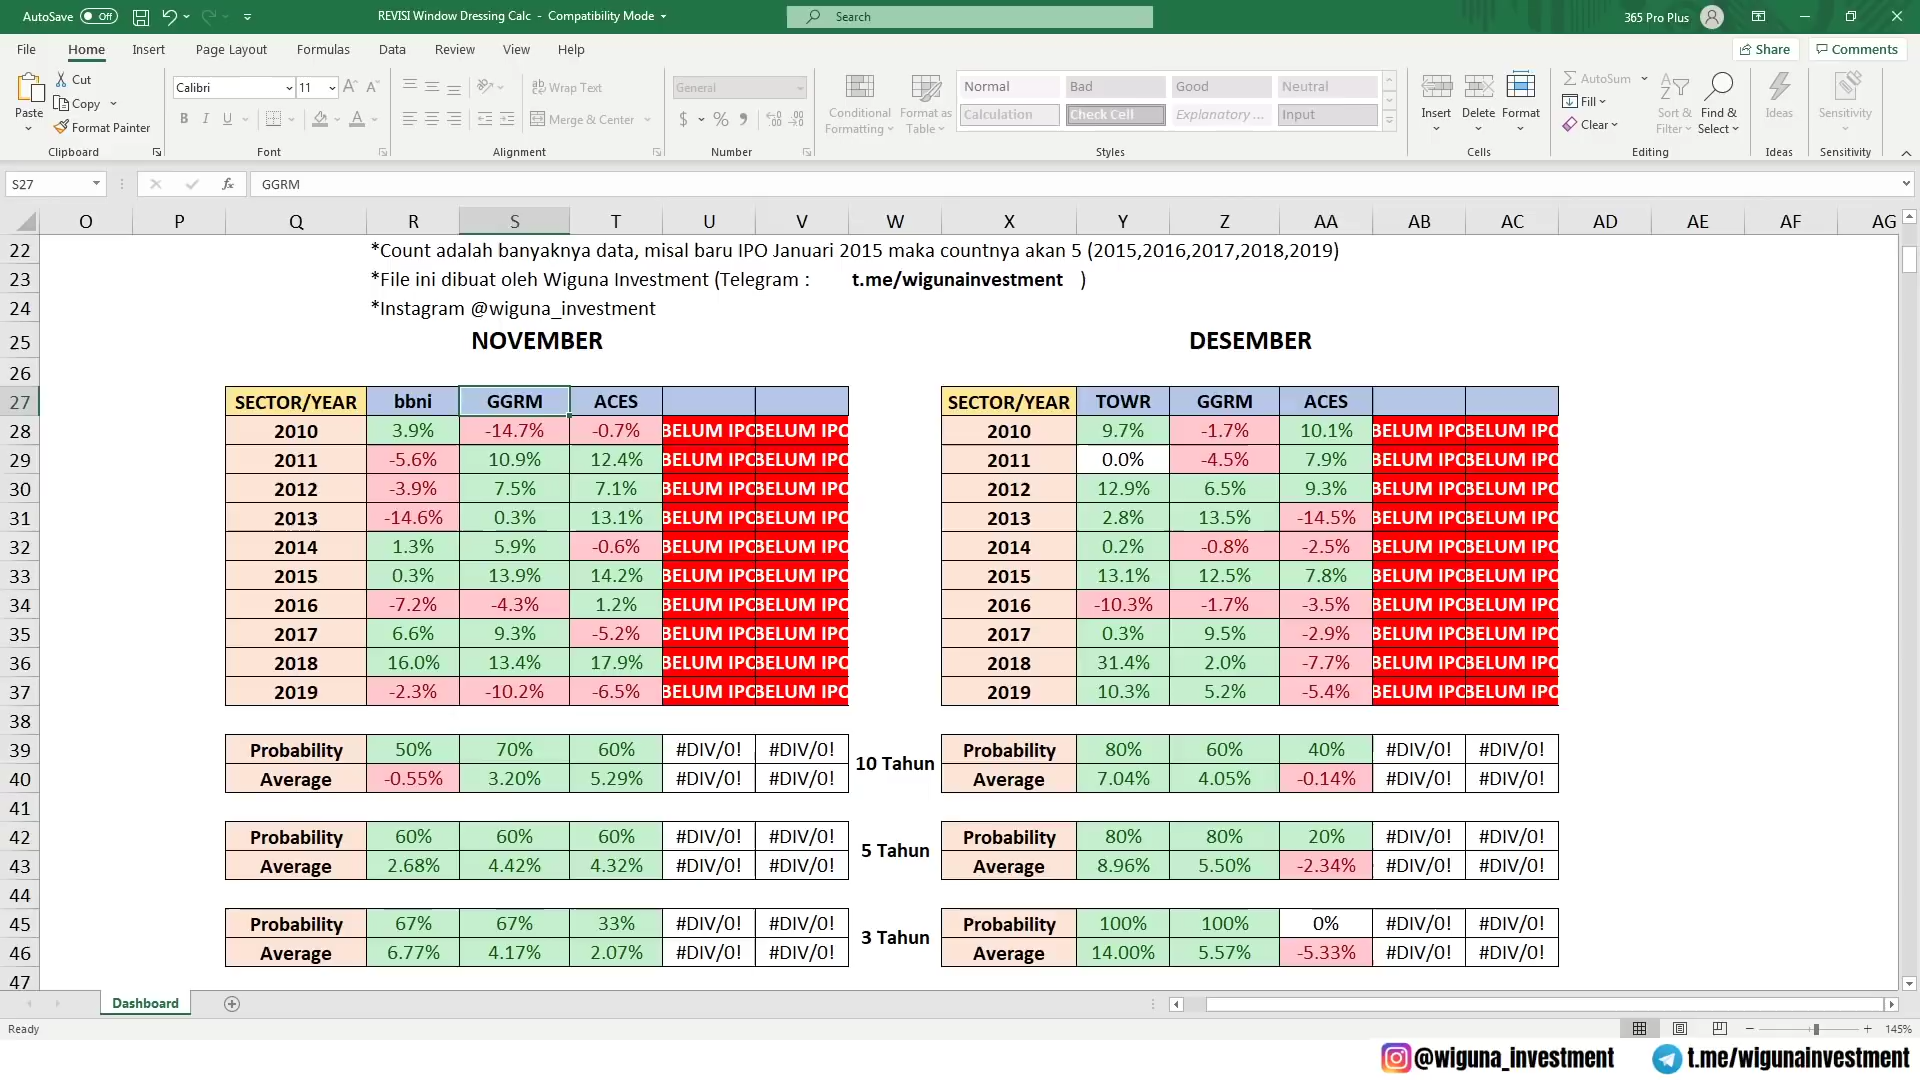 AutoSave Off REVISI Window Dressing Calc - Compatibility Mode Search 365 Pro Plus
File Home Insert Page Layout Formulas Data Review View Help Share Comments
Paste Cut Copy Format Painter
Calibri 11
B I U
Wrap Text
Merge & Center
General
$ % ,
Conditional Formatting
Format as Table
Normal Bad Good Neutral
Calculation Check Cell Explanatory ... Input
Insert Delete Format
AutoSum
Fill
Clear
Sort & Filter
Find & Select
Ideas
Sensitivity
Clipboard Font Alignment Number Styles Cells Editing Ideas Sensitivity
S27 fx GGRM
O P Q R S T U V W X Y Z AA AB AC AD AE AF AG
22 *Count adalah banyaknya data, misal baru IPO Januari 2015 maka countnya akan 5 (2015,2016,2017,2018,2019)
23 *File ini dibuat oleh Wiguna Investment (Telegram : t.me/wigunainvestment )
24 *Instagram @wiguna_investment
25 NOVEMBER DESEMBER
26
27 SECTOR/YEAR bbni GGRM ACES SECTOR/YEAR TOWR GGRM ACES
28 2010 3.9% -14.7% -0.7% BELUM IPO BELUM IPO 2010 9.7% -1.7% 10.1% BELUM IPO BELUM IPO
29 2011 -5.6% 10.9% 12.4% BELUM IPO BELUM IPO 2011 0.0% -4.5% 7.9% BELUM IPO BELUM IPO
30 2012 -3.9% 7.5% 7.1% BELUM IPO BELUM IPO 2012 12.9% 6.5% 9.3% BELUM IPO BELUM IPO
31 2013 -14.6% 0.3% 13.1% BELUM IPO BELUM IPO 2013 2.8% 13.5% -14.5% BELUM IPO BELUM IPO
32 2014 1.3% 5.9% -0.6% BELUM IPO BELUM IPO 2014 0.2% -0.8% -2.5% BELUM IPO BELUM IPO
33 2015 0.3% 13.9% 14.2% BELUM IPO BELUM IPO 2015 13.1% 12.5% 7.8% BELUM IPO BELUM IPO
34 2016 -7.2% -4.3% 1.2% BELUM IPO BELUM IPO 2016 -10.3% -1.7% -3.5% BELUM IPO BELUM IPO
35 2017 6.6% 9.3% -5.2% BELUM IPO BELUM IPO 2017 0.3% 9.5% -2.9% BELUM IPO BELUM IPO
36 2018 16.0% 13.4% 17.9% BELUM IPO BELUM IPO 2018 31.4% 2.0% -7.7% BELUM IPO BELUM IPO
37 2019 -2.3% -10.2% -6.5% BELUM IPO BELUM IPO 2019 10.3% 5.2% -5.4% BELUM IPO BELUM IPO
38
39 Probability 50% 70% 60% #DIV/0! #DIV/0! 10 Tahun Probability 80% 60% 40% #DIV/0! #DIV/0!
40 Average -0.55% 3.20% 5.29% #DIV/0! #DIV/0! Average 7.04% 4.05% -0.14% #DIV/0! #DIV/0!
41
42 Probability 60% 60% 60% #DIV/0! #DIV/0! 5 Tahun Probability 80% 80% 20% #DIV/0! #DIV/0!
43 Average 2.68% 4.42% 4.32% #DIV/0! #DIV/0! Average 8.96% 5.50% -2.34% #DIV/0! #DIV/0!
44
45 Probability 67% 67% 33% #DIV/0! #DIV/0! 3 Tahun Probability 100% 100% 0% #DIV/0! #DIV/0!
46 Average 6.77% 4.17% 2.07% #DIV/0! #DIV/0! Average 14.00% 5.57% -5.33% #DIV/0! #DIV/0!
47
Dashboard
Ready 145%
@wiguna_investment t.me/wigunainvestment